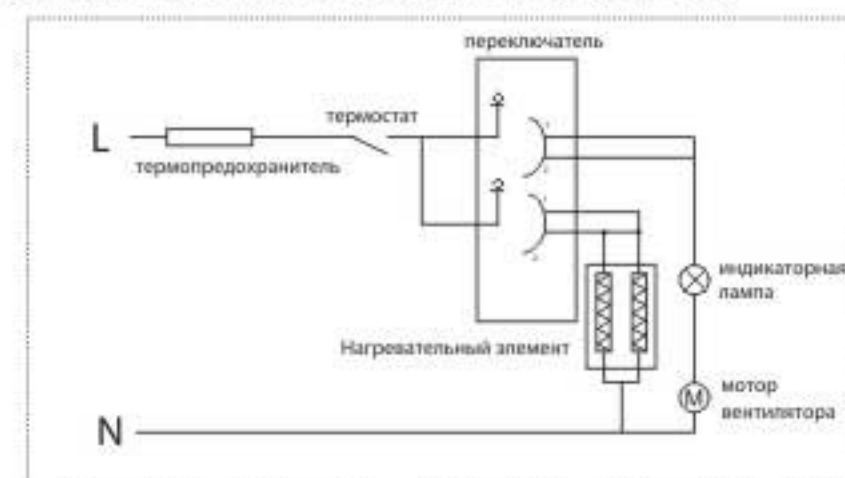 переключатель
термостат
L
термопредохранитель
индикаторная
лампа
Нагревательный элемент
мотор
M
вентилятора
N